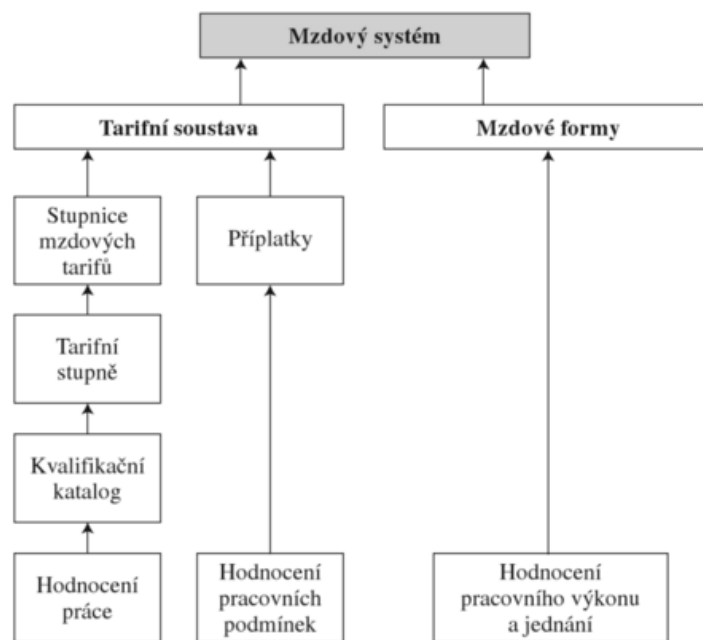 Mzdový systém
Tarifní soustava
Mzdové formy
Stupnice
mzdových
tarifů
Příplatky
Tarifní
stupně
Kvalifikační
katalog
Hodnocení
práce
Hodnocení
pracovních
podmínek
Hodnocení
pracovního výkonu
a jednání